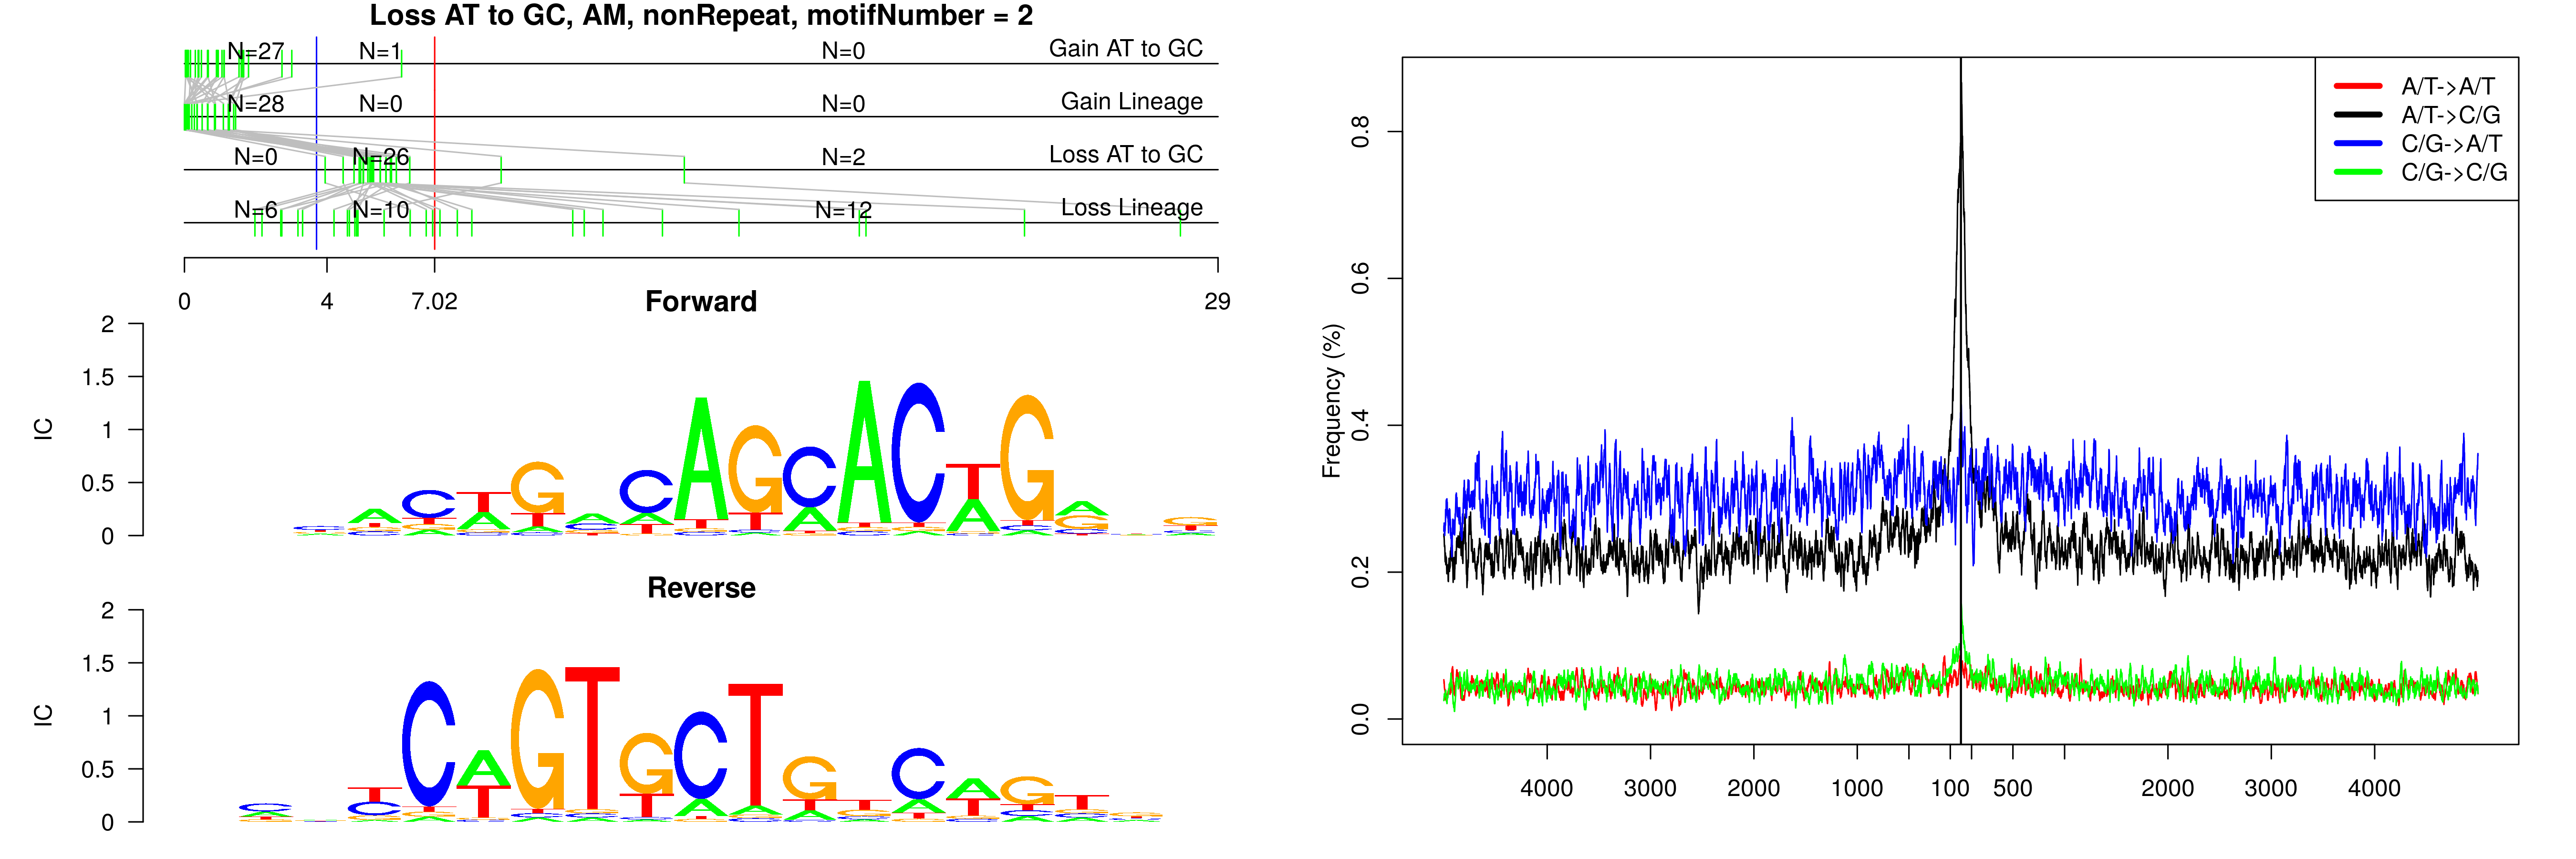 Loss AT to GC, AM, nonRepeat, motifNumber = 2
N=27 N=1 N=0 Gain AT to GC
N=28 N=0 N=0 Gain Lineage
N=0 N=26 N=2 Loss AT to GC
N=6 N=10 N=12 Loss Lineage
0 4 7.02 29
Forward
IC
2
1.5
1
0.5
0
A C T G A C A G C A C T G A
Reverse
IC
2
1.5
1
0.5
0
T C A G T G C T G T C A G T
Frequency (%)
0.8
0.6
0.4
0.2
0.0
4000 3000 2000 1000 100 500 2000 3000 4000
A/T->A/T
A/T->C/G
C/G->A/T
C/G->C/G